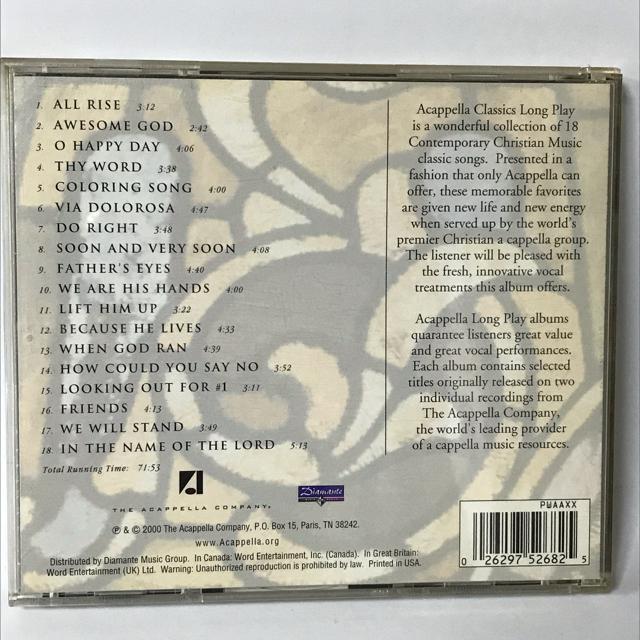 1. ALL RISE 3:12
2. AWESOME GOD 2:42
3. O HAPPY DAY 4:06
4. THY WORD 3:38
5. COLORING SONG 4:00
6. VIA DOLOROSA 4:47
7. DO RIGHT 3:48
8. SOON AND VERY SOON 4:08
9. FATHER'S EYES 4:40
10. WE ARE HIS HANDS 4:00
11. LIFT HIM UP 3:22
12. BECAUSE HE LIVES 4:33
13. WHEN GOD RAN 4:39
14. HOW COULD YOU SAY NO 3:52
15. LOOKING OUT FOR #1 3:11
16. FRIENDS 4:13
17. WE WILL STAND 3:49
18. IN THE NAME OF THE LORD 5:13
Total Running Time: 71:53
Acappella Classics Long Play
is a wonderful collection of 18
Contemporary Christian Music
classic songs. Presented in a
fashion that only Acappella can
offer, these memorable favorites
are given new life and new energy
when served up by the world's
premier Christian a cappella group.
The listener will be pleased with
the fresh, innovative vocal
treatments this album offers.
Acappella Long Play albums
quarantee listeners great value
and great vocal performances.
Each album contains selected
titles originally released on two
individual recordings from
The Acappella Company,
the world's leading provider
of a cappella music resources.
THE ACAPPELLA COMPANY®
Diamante
℗ & © 2000 The Acappella Company, P.O. Box 15, Paris, TN 38242.
www.Acappella.org
Distributed by Diamante Music Group. In Canada: Word Entertainment, Inc. (Canada). In Great Britain:
Word Entertainment (UK) Ltd. Warning: Unauthorized reproduction is prohibited by law. Printed in USA.
PWAAXX
0 26297 52682 5